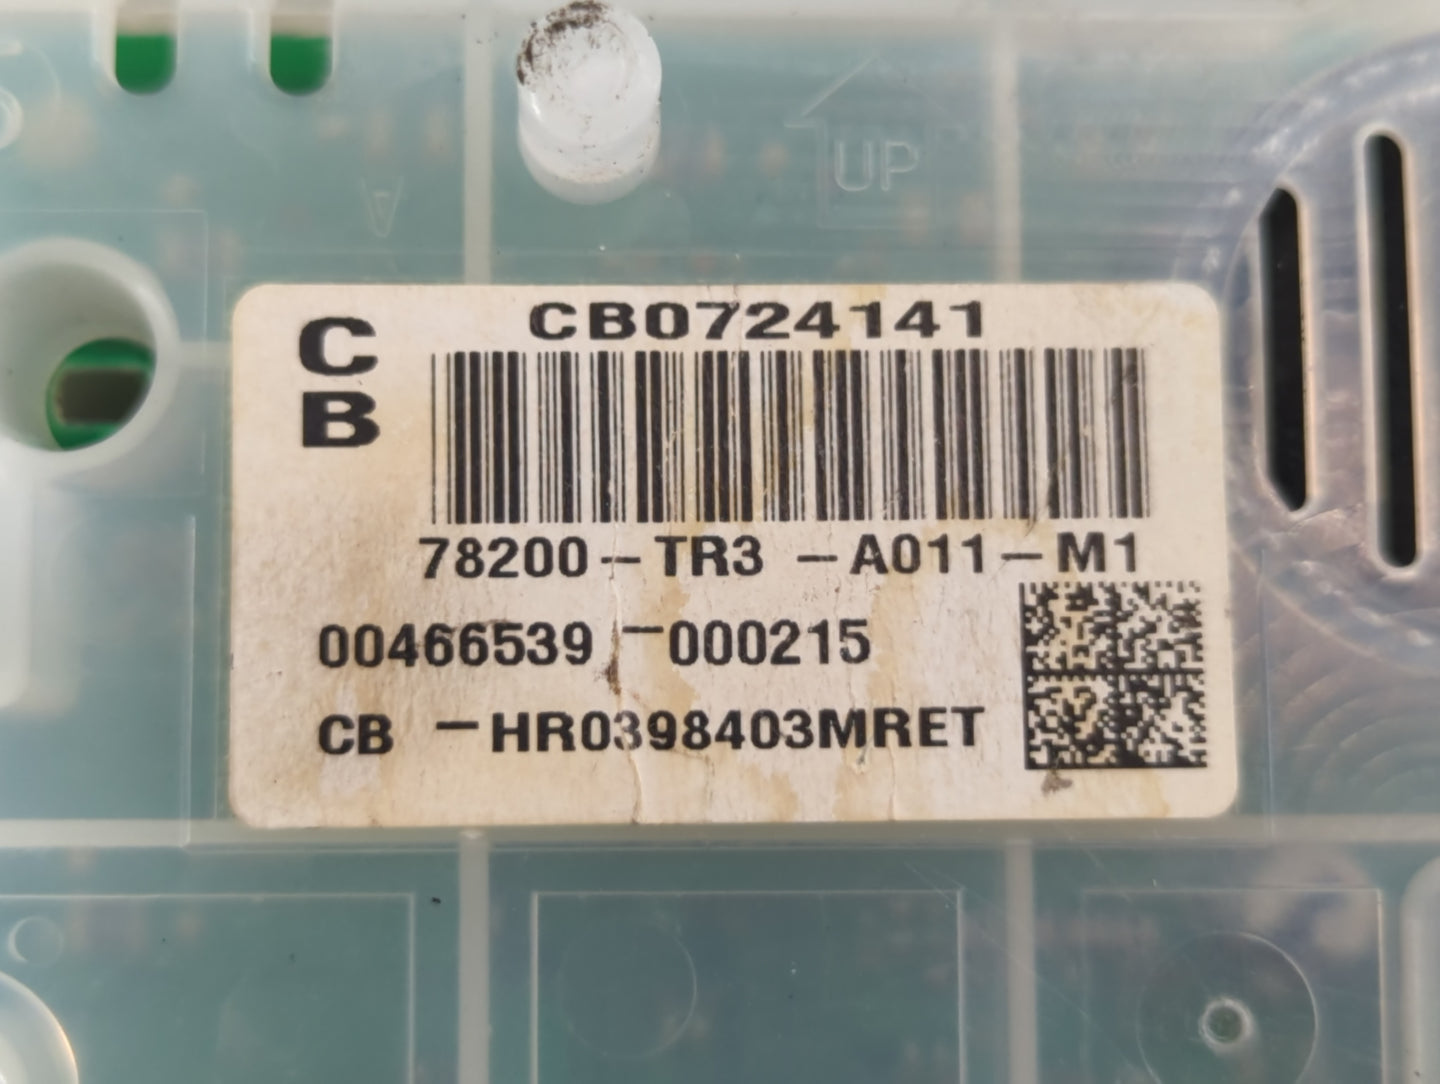 UP
A
C
B
CB0724141
78200-TR3 -A011-M1
00466539 -000215
CB -HR0398403MRET